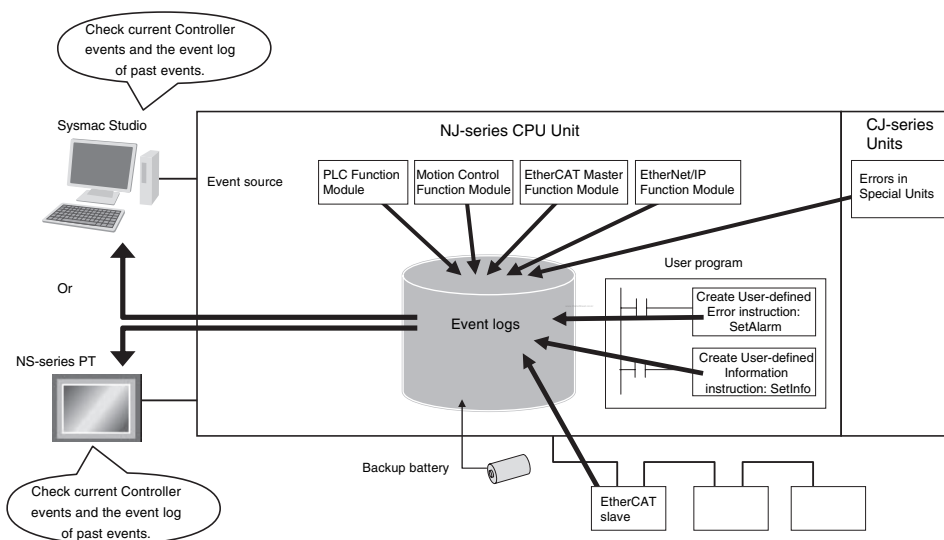 Check current Controller
events and the event log
of past events.
Sysmac Studio
NJ-series CPU Unit
CJ-series
Units
Event source
PLC Function
Module
Motion Control
Function Module
EtherCAT Master
Function Module
EtherNet/IP
Function Module
Errors in
Special Units
User program
Or
Event logs
Create User-defined
Error instruction:
SetAlarm
Create User-defined
Information
instruction: SetInfo
NS-series PT
Backup battery
Check current Controller
events and the event log
of past events.
EtherCAT
slave